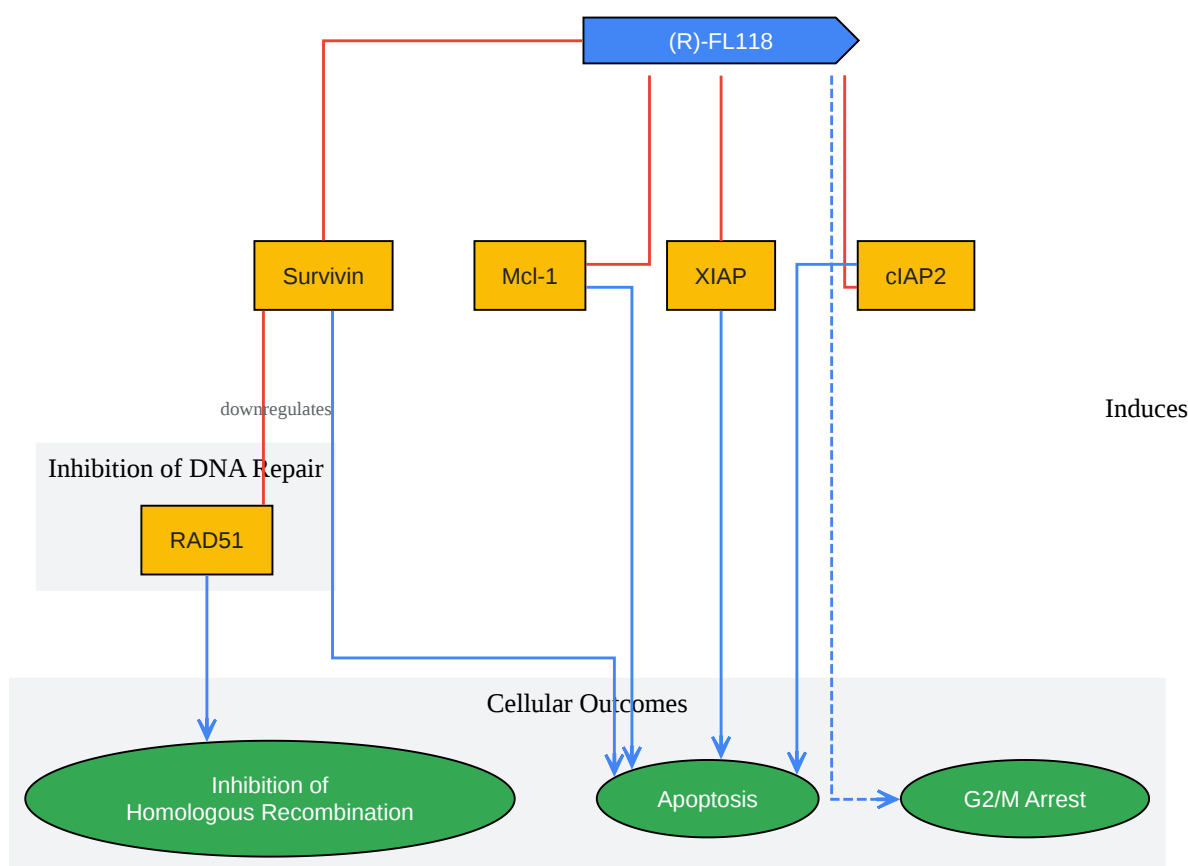 (R)-FL118
Survivin
Mcl-1
XIAP
cIAP2
downregulates
Induces
Inhibition of DNA Repair
RAD51
Cellular Outcomes
Inhibition of
Homologous Recombination
Apoptosis
G2/M Arrest